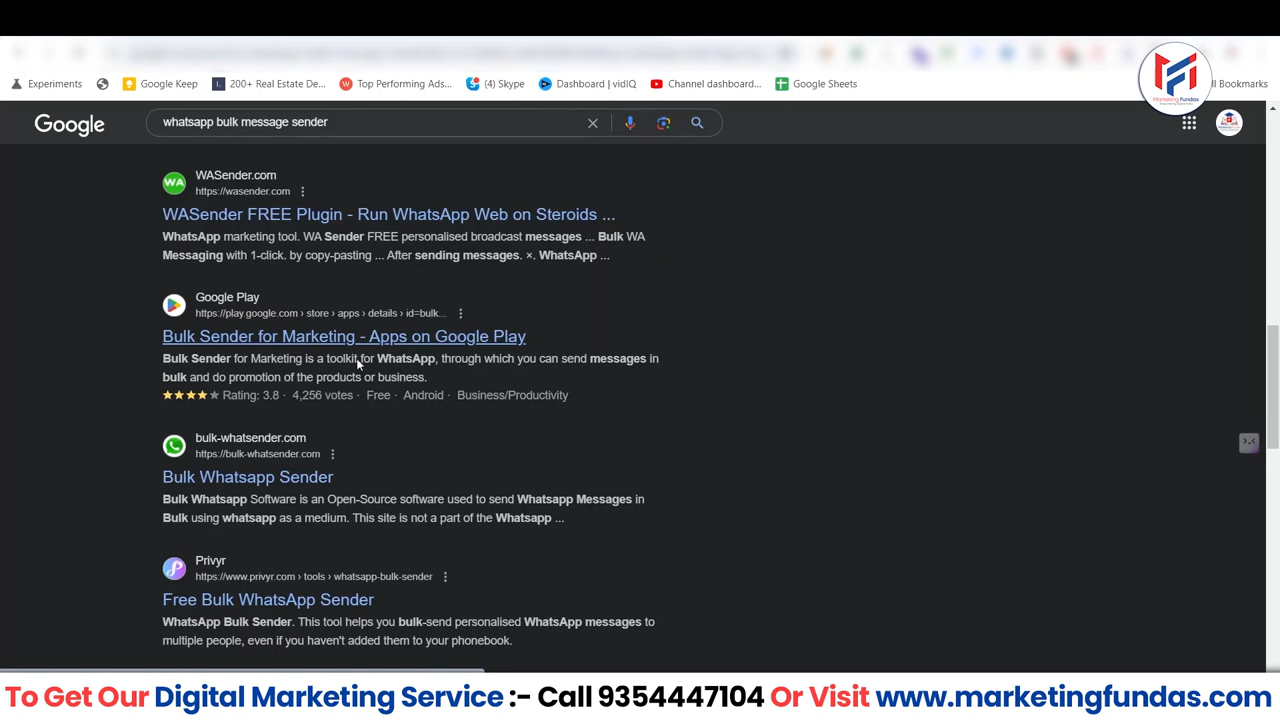 Experiments
Google Keep
200+ Real Estate De...
Top Performing Ads...
(4) Skype
Dashboard | vidIQ
Channel dashboard...
Google Sheets
ll Bookmarks
Marketing Fundas
Google
whatsapp bulk message sender
WA
WASender.com
https://wasender.com
WASender FREE Plugin - Run WhatsApp Web on Steroids ...
WhatsApp marketing tool. WA Sender FREE personalised broadcast messages ... Bulk WA
Messaging with 1-click. by copy-pasting ... After sending messages. ×. WhatsApp ...
Google Play
https://play.google.com › store › apps › details › id=bulk...
Bulk Sender for Marketing - Apps on Google Play
Bulk Sender for Marketing is a toolkit for WhatsApp, through which you can send messages in
bulk and do promotion of the products or business.
Rating: 3.8 · 4,256 votes · Free · Android · Business/Productivity
bulk-whatsender.com
https://bulk-whatsender.com
Bulk Whatsapp Sender
Bulk Whatsapp Software is an Open-Source software used to send Whatsapp Messages in
Bulk using whatsapp as a medium. This site is not a part of the Whatsapp ...
Privyr
https://www.privyr.com › tools › whatsapp-bulk-sender
Free Bulk WhatsApp Sender
WhatsApp Bulk Sender. This tool helps you bulk-send personalised WhatsApp messages to
multiple people, even if you haven't added them to your phonebook.
To Get Our Digital Marketing Service :- Call 9354447104 Or Visit www.marketingfundas.com